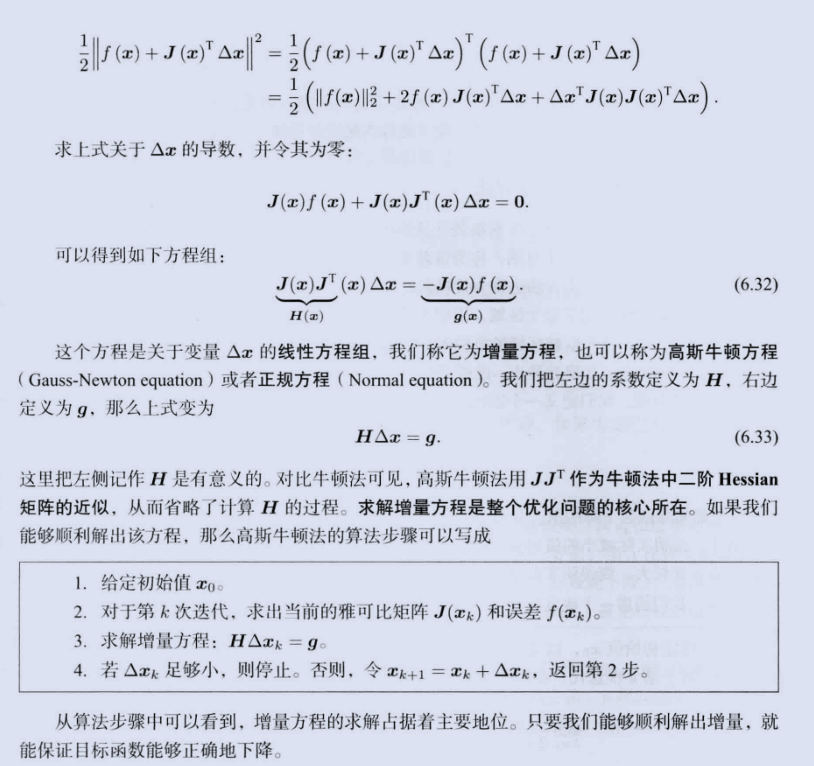 $\frac{1}{2}\left\|f(\boldsymbol{x})+\boldsymbol{J}(\boldsymbol{x})^{\mathrm{T}}\Delta\boldsymbol{x}\right\|^{2}=\frac{1}{2}\left(f(\boldsymbol{x})+\boldsymbol{J}(\boldsymbol{x})^{\mathrm{T}}\Delta\boldsymbol{x}\right)^{\mathrm{T}}\left(f(\boldsymbol{x})+\boldsymbol{J}(\boldsymbol{x})^{\mathrm{T}}\Delta\boldsymbol{x}\right)$
$=\frac{1}{2}\left(\|f(\boldsymbol{x})\|_{2}^{2}+2f(\boldsymbol{x})\boldsymbol{J}(\boldsymbol{x})^{\mathrm{T}}\Delta\boldsymbol{x}+\Delta\boldsymbol{x}^{\mathrm{T}}\boldsymbol{J}(\boldsymbol{x})\boldsymbol{J}(\boldsymbol{x})^{\mathrm{T}}\Delta\boldsymbol{x}\right).$
求上式关于 Δx 的导数，并令其为零：
$\boldsymbol{J}(\boldsymbol{x})f(\boldsymbol{x})+\boldsymbol{J}(\boldsymbol{x})\boldsymbol{J}^{\mathrm{T}}(\boldsymbol{x})\Delta\boldsymbol{x}=\boldsymbol{0}.$
可以得到如下方程组：
$\underbrace{\boldsymbol{J}(\boldsymbol{x})\boldsymbol{J}^{\mathrm{T}}}_{\boldsymbol{H}(\boldsymbol{x})}(\boldsymbol{x})\Delta\boldsymbol{x}=\underbrace{-\boldsymbol{J}(\boldsymbol{x})f(\boldsymbol{x})}_{\boldsymbol{g}(\boldsymbol{x})}.$ (6.32)
这个方程是关于变量 Δx 的线性方程组，我们称它为增量方程，也可以称为高斯牛顿方程
（Gauss-Newton equation）或者正规方程（Normal equation）。我们把左边的系数定义为 H，右边
定义为 g，那么上式变为
$\boldsymbol{H}\Delta\boldsymbol{x}=\boldsymbol{g}.$ (6.33)
这里把左侧记作 H 是有意义的。对比牛顿法可见，高斯牛顿法用 $\boldsymbol{J}\boldsymbol{J}^{\mathrm{T}}$ 作为牛顿法中二阶 Hessian
矩阵的近似，从而省略了计算 H 的过程。求解增量方程是整个优化问题的核心所在。如果我们
能够顺利解出该方程，那么高斯牛顿法的算法步骤可以写成
1. 给定初始值 $\boldsymbol{x}_0$。
2. 对于第 k 次迭代，求出当前的雅可比矩阵 $\boldsymbol{J}(\boldsymbol{x}_k)$ 和误差 $f(\boldsymbol{x}_k)$。
3. 求解增量方程：$\boldsymbol{H}\Delta\boldsymbol{x}_k=\boldsymbol{g}$。
4. 若 $\Delta\boldsymbol{x}_k$ 足够小，则停止。否则，令 $\boldsymbol{x}_{k+1}=\boldsymbol{x}_k+\Delta\boldsymbol{x}_k$，返回第 2 步。
从算法步骤中可以看到，增量方程的求解占据着主要地位。只要我们能够顺利解出增量，就
能保证目标函数能够正确地下降。